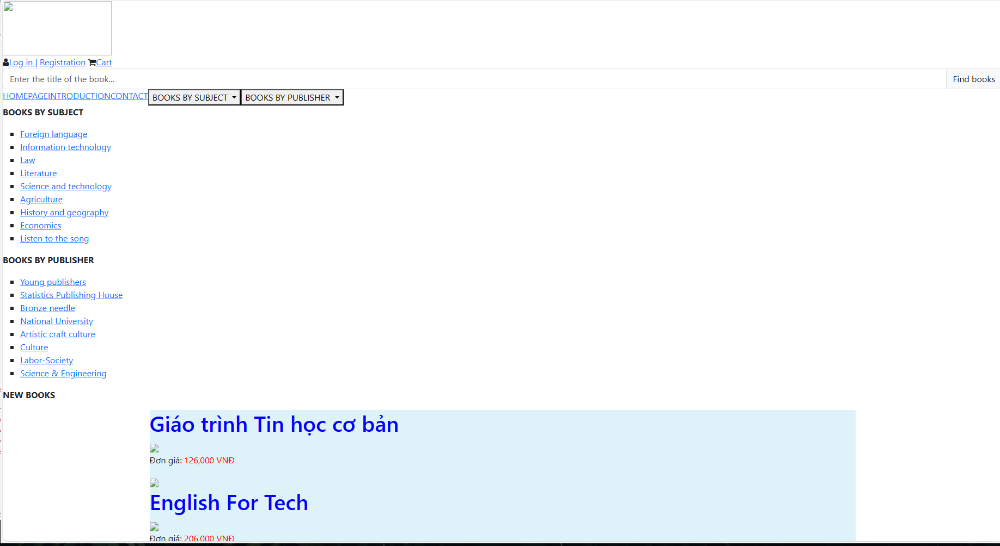 Log in | Registration Cart
Enter the title of the book...
Find books
HOMEPAGEINTRODUCTIONCONTACT BOOKS BY SUBJECT BOOKS BY PUBLISHER
BOOKS BY SUBJECT
Foreign language
Information technology
Law
Literature
Science and technology
Agriculture
History and geography
Economics
Listen to the song
BOOKS BY PUBLISHER
Young publishers
Statistics Publishing House
Bronze needle
National University
Artistic craft culture
Culture
Labor-Society
Science & Engineering
NEW BOOKS
Giáo trình Tin học cơ bản
Đơn giá: 126,000 VNĐ
English For Tech
Đơn giá: 206,000 VNĐ